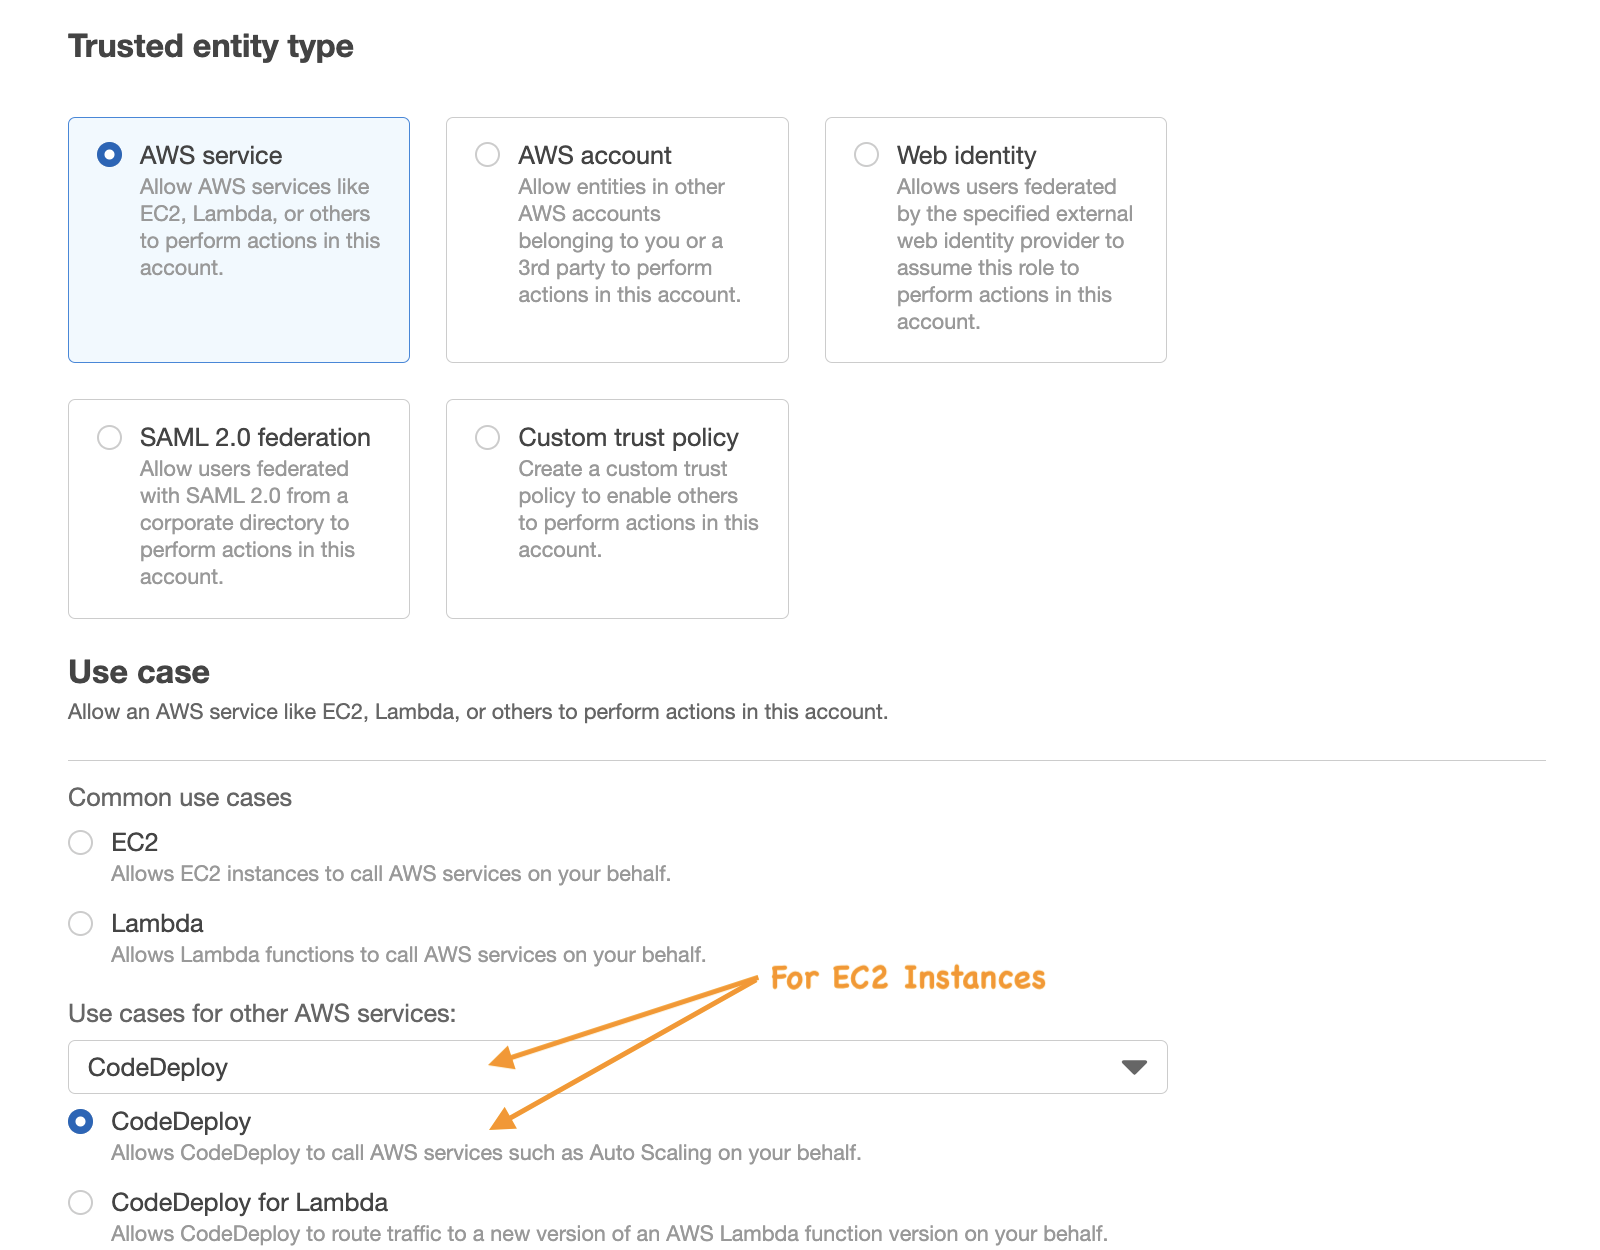 Trusted entity type
AWS service
Allow AWS services like
EC2, Lambda, or others
to perform actions in this
account.
AWS account
Allow entities in other
AWS accounts
belonging to you or a
3rd party to perform
actions in this account.
Web identity
Allows users federated
by the specified external
web identity provider to
assume this role to
perform actions in this
account.
SAML 2.0 federation
Allow users federated
with SAML 2.0 from a
corporate directory to
perform actions in this
account.
Custom trust policy
Create a custom trust
policy to enable others
to perform actions in this
account.
Use case
Allow an AWS service like EC2, Lambda, or others to perform actions in this account.
Common use cases
EC2
Allows EC2 instances to call AWS services on your behalf.
Lambda
Allows Lambda functions to call AWS services on your behalf.
For EC2 Instances
Use cases for other AWS services:
CodeDeploy
CodeDeploy
Allows CodeDeploy to call AWS services such as Auto Scaling on your behalf.
CodeDeploy for Lambda
Allows CodeDeploy to route traffic to a new version of an AWS Lambda function version on your behalf.